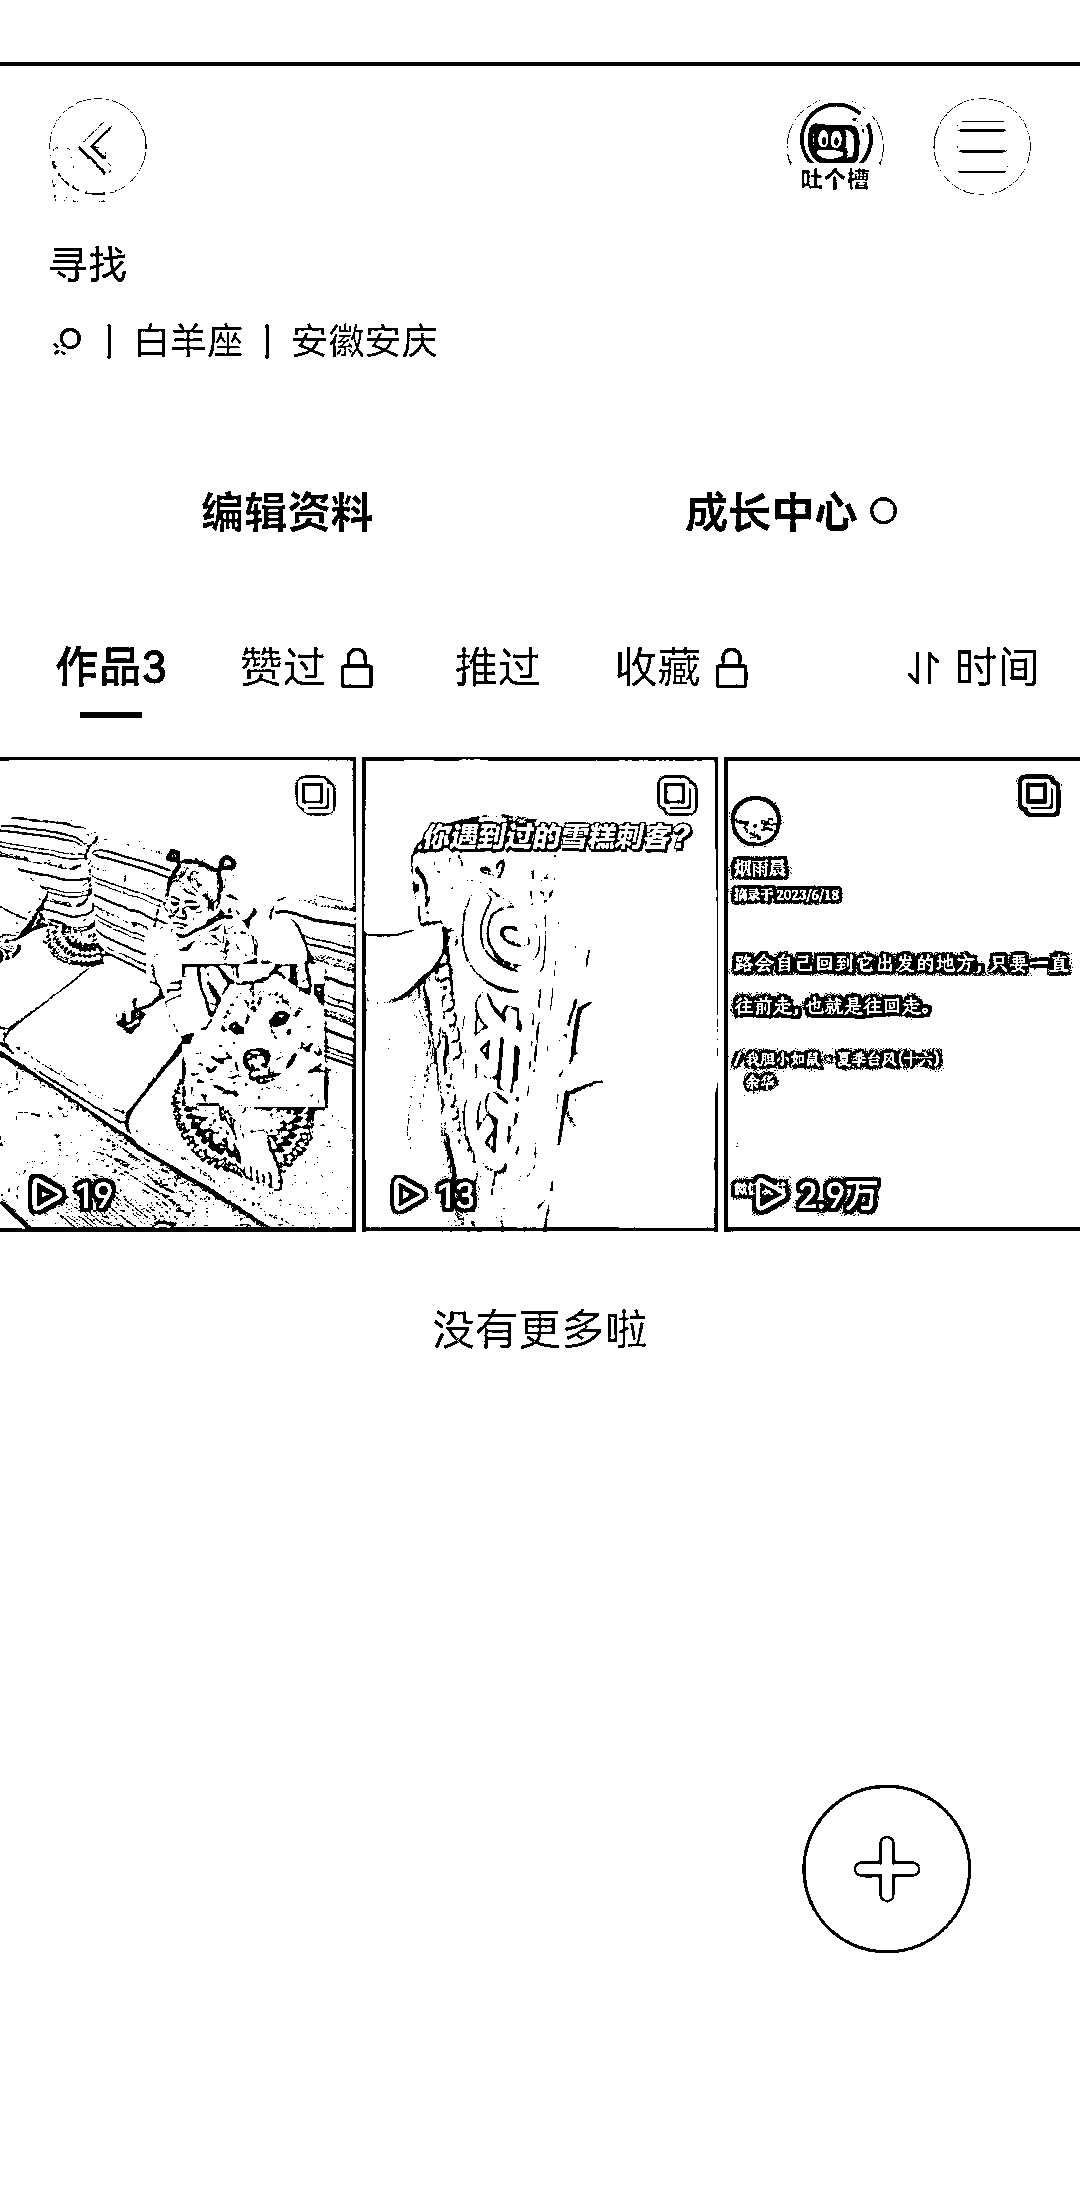 吐个槽
寻找
白羊座 | 安徽安庆
编辑资料
成长中心
作品3 赞过 推过 收藏 时间
你遇到过的雪糕刺客?
烟雨晨
摘录于 2023/6/18
路会自己回到它出发的地方,只要一直
往前走,也就是往回走。
/我胆小如鼠·夏季台风(十六)
余华
19
13
2.9万
没有更多啦